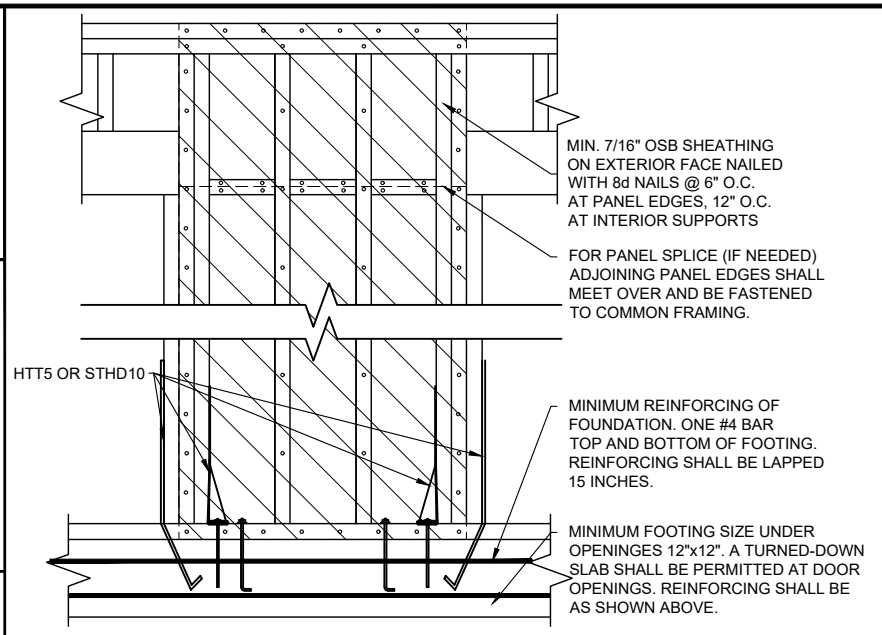 MIN. 7/16" OSB SHEATHING
ON EXTERIOR FACE NAILED
WITH 8d NAILS @ 6" O.C.
AT PANEL EDGES, 12" O.C.
AT INTERIOR SUPPORTS
FOR PANEL SPLICE (IF NEEDED)
ADJOINING PANEL EDGES SHALL
MEET OVER AND BE FASTENED
TO COMMON FRAMING.
HTT5 OR STHD10
MINIMUM REINFORCING OF
FOUNDATION. ONE #4 BAR
TOP AND BOTTOM OF FOOTING.
REINFORCING SHALL BE LAPPED
15 INCHES.
MINIMUM FOOTING SIZE UNDER
OPENINGES 12"x12". A TURNED-DOWN
SLAB SHALL BE PERMITTED AT DOOR
OPENINGS. REINFORCING SHALL BE
AS SHOWN ABOVE.